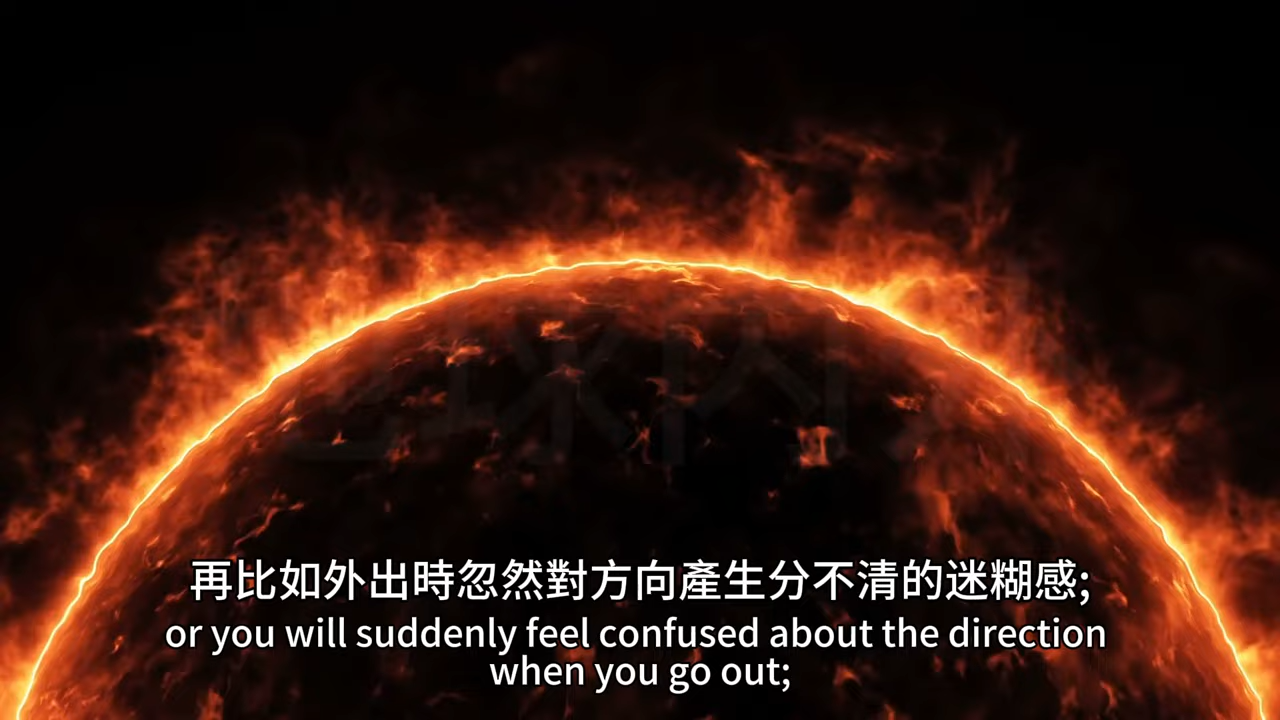 再比如外出時忽然對方向產生分不清的迷糊感;
or you will suddenly feel confused about the direction
when you go out;